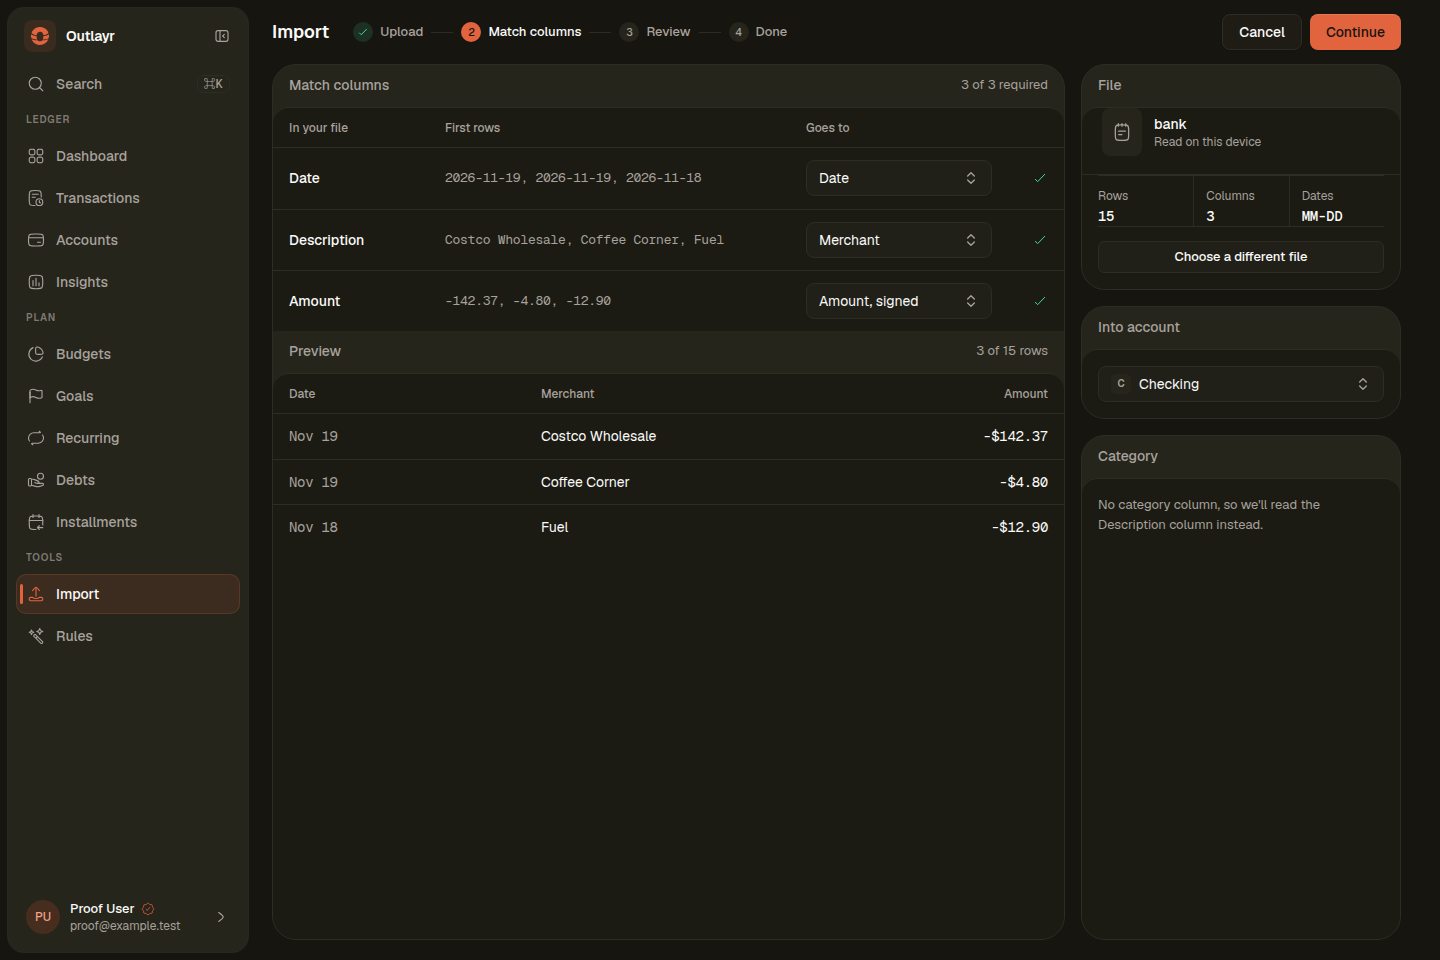 Outlayr
Search ⌘K
LEDGER
Dashboard
Transactions
Accounts
Insights
PLAN
Budgets
Goals
Recurring
Debts
Installments
TOOLS
Import
Rules
PU
Proof User
proof@example.test
Import
Upload
2 Match columns
3 Review
4 Done
Cancel
Continue
Match columns
3 of 3 required
In your file First rows Goes to
Date 2026-11-19, 2026-11-19, 2026-11-18 Date
Description Costco Wholesale, Coffee Corner, Fuel Merchant
Amount -142.37, -4.80, -12.90 Amount, signed
Preview
3 of 15 rows
Date Merchant Amount
Nov 19 Costco Wholesale -$142.37
Nov 19 Coffee Corner -$4.80
Nov 18 Fuel -$12.90
File
bank
Read on this device
Rows Columns Dates
15 3 MM-DD
Choose a different file
Into account
C Checking
Category
No category column, so we'll read the
Description column instead.